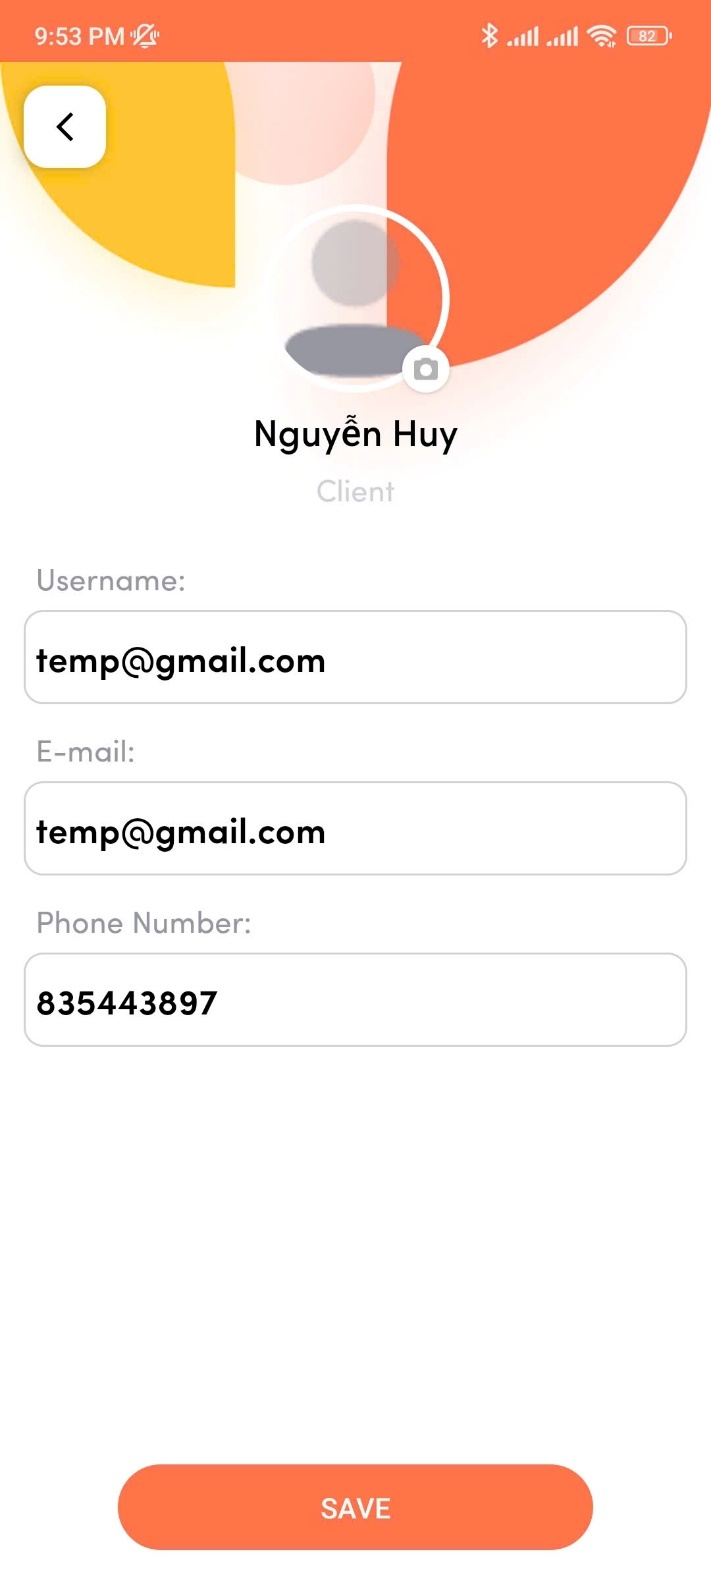 9:53 PM
82
Nguyễn Huy
Client
Username:
temp@gmail.com
E-mail:
temp@gmail.com
Phone Number:
835443897
SAVE